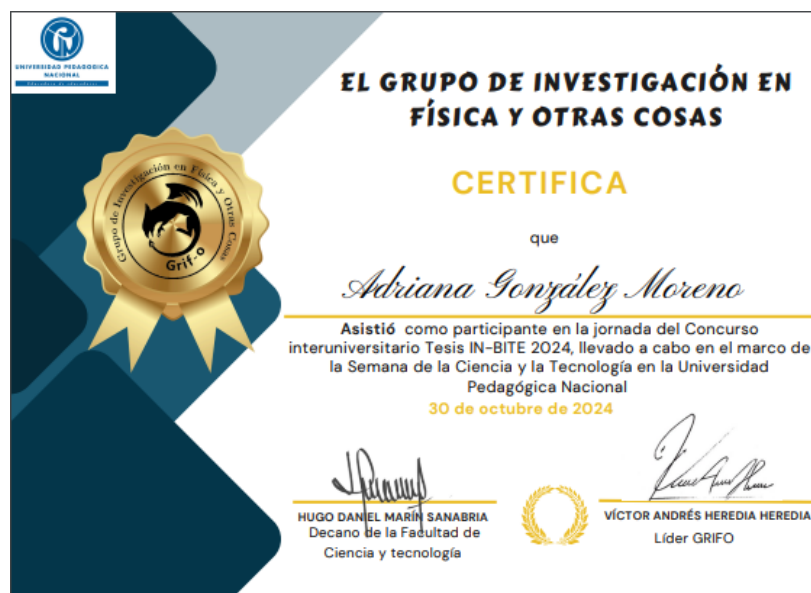 UNIVERSIDAD PEDAGOGICA
NACIONAL
EL GRUPO DE INVESTIGACIÓN EN
FÍSICA Y OTRAS COSAS
CERTIFICA
que
Grupo de Investigación en Física y Otras Cosas
Grif-o
Adriana González Moreno
Asistió como participante en la jornada del Concurso
interuniversitario Tesis IN-BITE 2024, llevado a cabo en el marco de
la Semana de la Ciencia y la Tecnología en la Universidad
Pedagógica Nacional
30 de octubre de 2024
HUGO DANIEL MARÍN SANABRIA
Decano de la Facultad de
Ciencia y tecnología
VÍCTOR ANDRÉS HEREDIA HEREDIA
Líder GRIFO